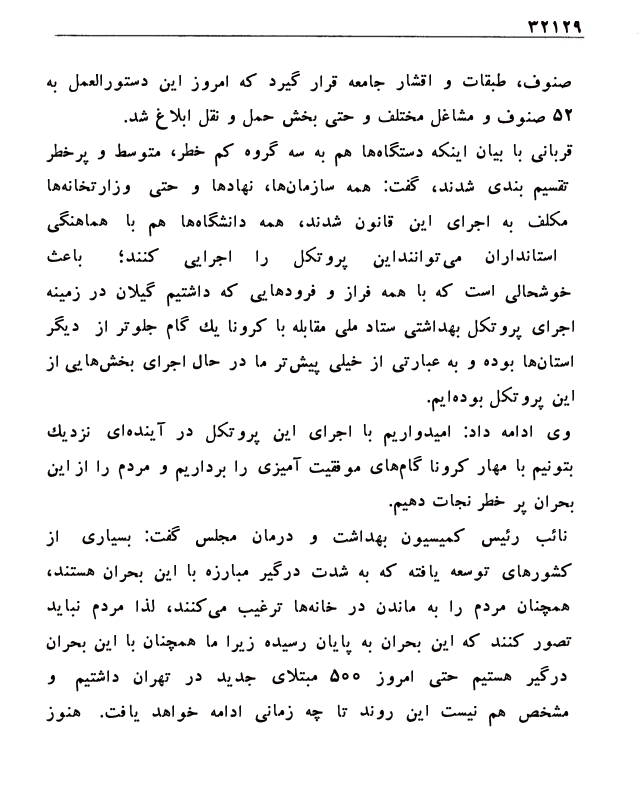 ۳۲۱۲۹
صنوف، طبقات و اقشار جامعه قرار گیرد که امروز این دستورالعمل به
۵۲ صنوف و مشاغل مختلف و حتی بخش حمل و نقل ابلاغ شد.
قربانی با بیان اینکه دستگاه‌ها هم به سه گروه کم خطر، متوسط و پرخطر
تقسیم بندی شدند، گفت: همه سازمان‌ها، نهادها و حتی وزارتخانه‌ها
مکلف به اجرای این قانون شدند، همه دانشگاه‌ها هم با هماهنگی
استانداران می‌توانند‌این پروتکل را اجرایی کنند؛ باعث
خوشحالی است که با همه فراز و فرودهایی که داشتیم گیلان در زمینه
اجرای پروتکل بهداشتی ستاد ملی مقابله با کرونا یك گام جلوتر از دیگر
استان‌ها بوده و به عبارتی از خیلی پیش‌تر ما در حال اجرای بخش‌هایی از
این پروتکل بوده‌ایم.
وی ادامه داد: امیدواریم با اجرای این پروتکل در آینده‌ای نزدیك
بتونیم با مهار کرونا گام‌های موفقیت آمیزی را برداریم و مردم را از این
بحران پر خطر نجات دهیم.
نائب رئیس کمیسیون بهداشت و درمان مجلس گفت: بسیاری از
کشورهای توسعه یافته که به شدت درگیر مبارزه با این بحران هستند،
همچنان مردم را به ماندن در خانه‌ها ترغیب می‌کنند، لذا مردم نباید
تصور کنند که این بحران به پایان رسیده زیرا ما همچنان با این بحران
درگیر هستیم حتی امروز ۵۰۰ مبتلای جدید در تهران داشتیم و
مشخص هم نیست این روند تا چه زمانی ادامه خواهد یافت. هنوز